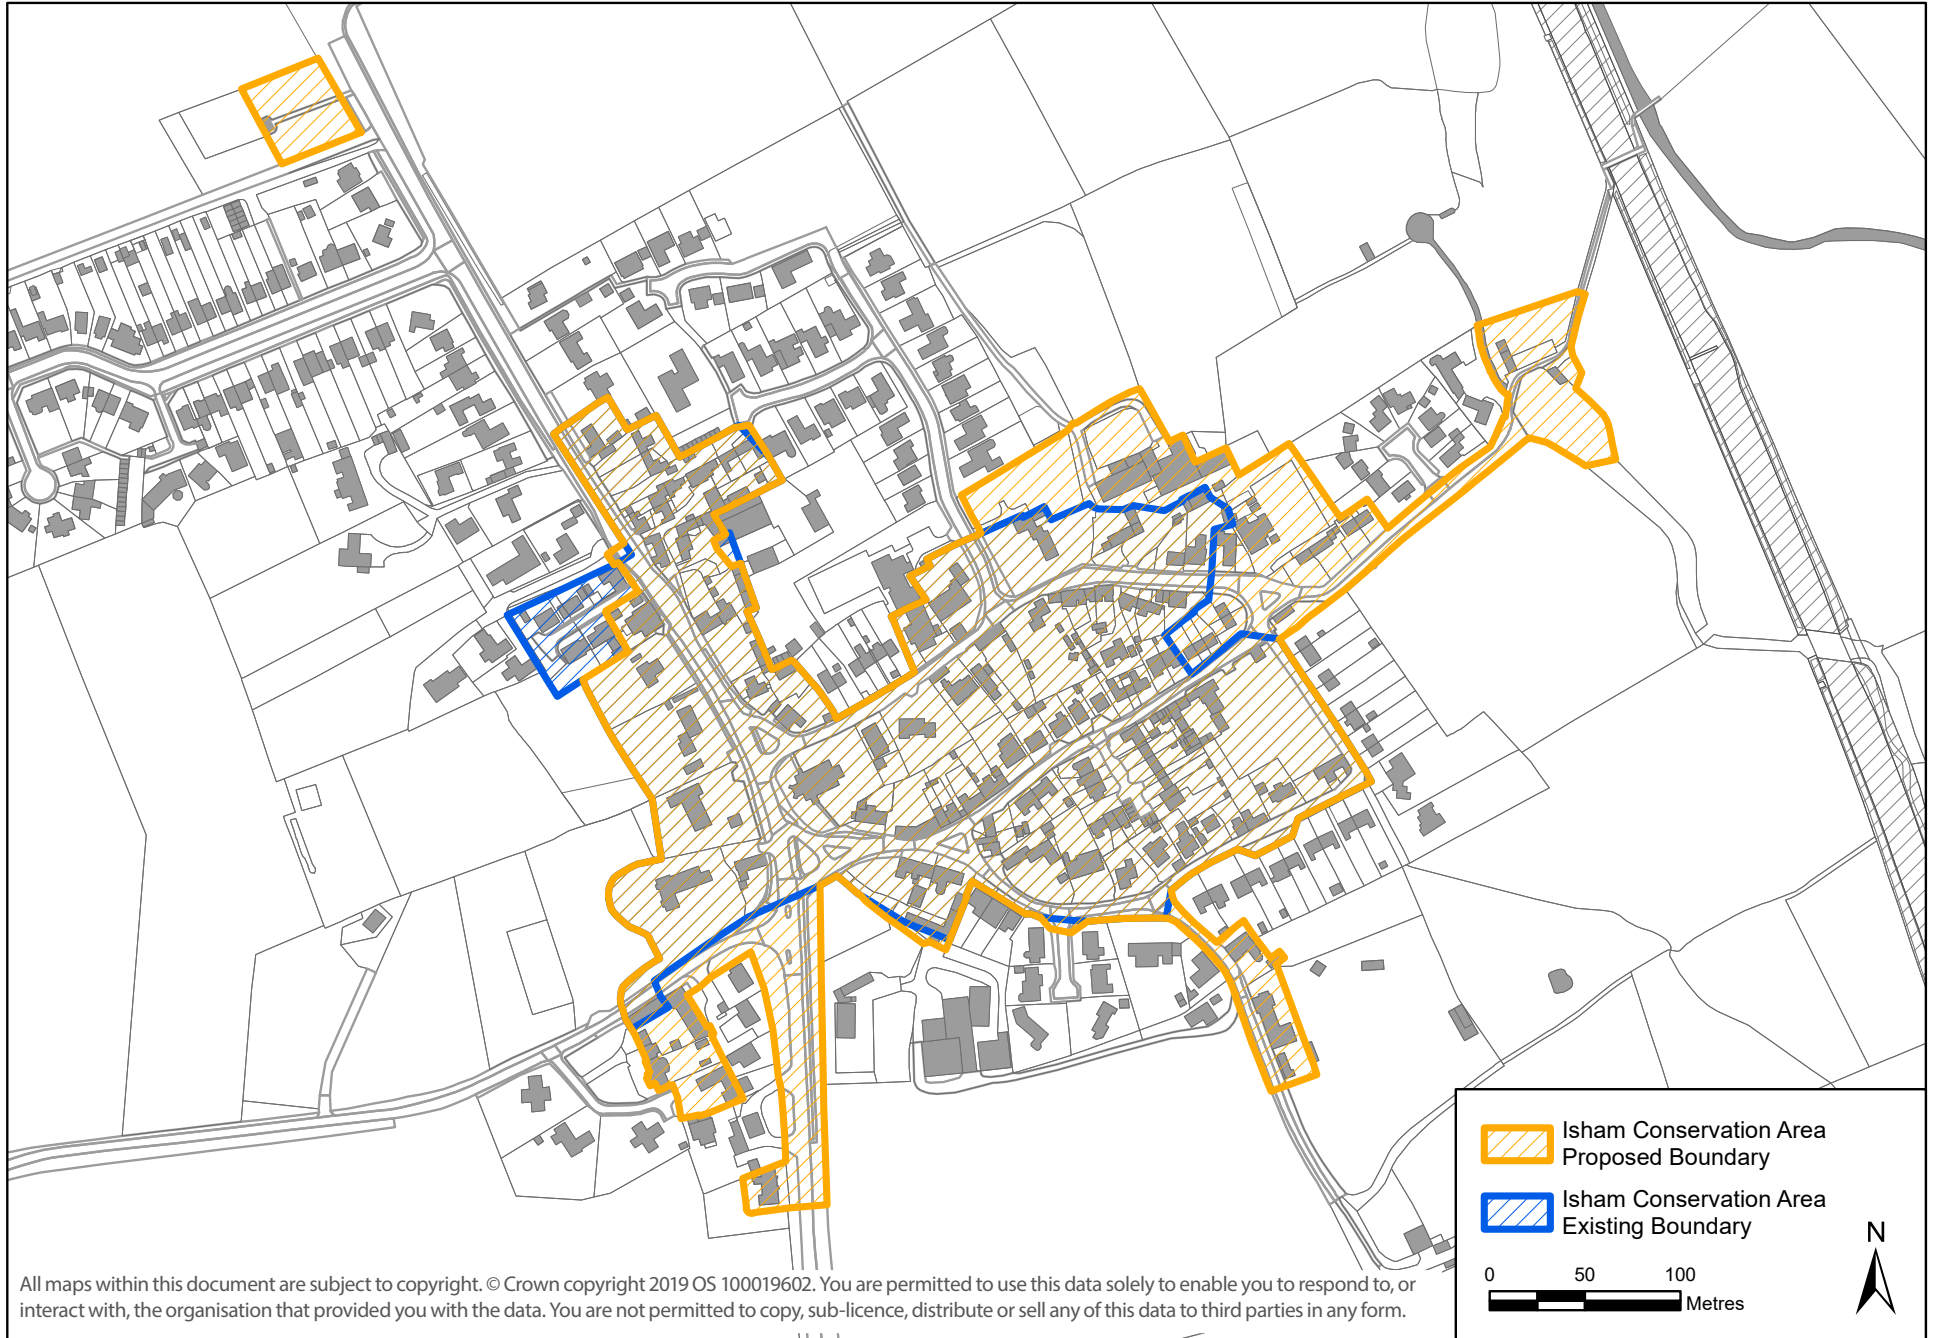 Isham Conservation Area
Proposed Boundary
Isham Conservation Area
Existing Boundary
N
0 50 100
Metres
All maps within this document are subject to copyright. © Crown copyright 2019 OS 100019602. You are permitted to use this data solely to enable you to respond to, or
interact with, the organisation that provided you with the data. You are not permitted to copy, sub-licence, distribute or sell any of this data to third parties in any form.